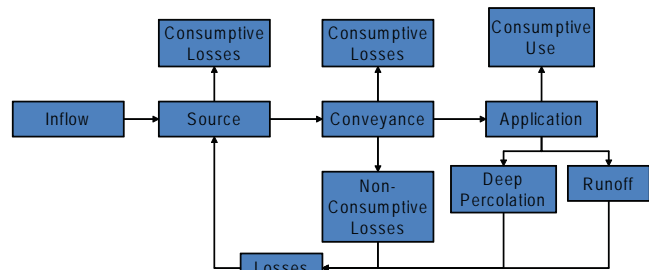 Consumptive
Losses
Consumptive
Losses
Consumptive
Use
Inflow
Source
Conveyance
Application
Non-
Consumptive
Losses
Deep
Percolation
Runoff
Losses